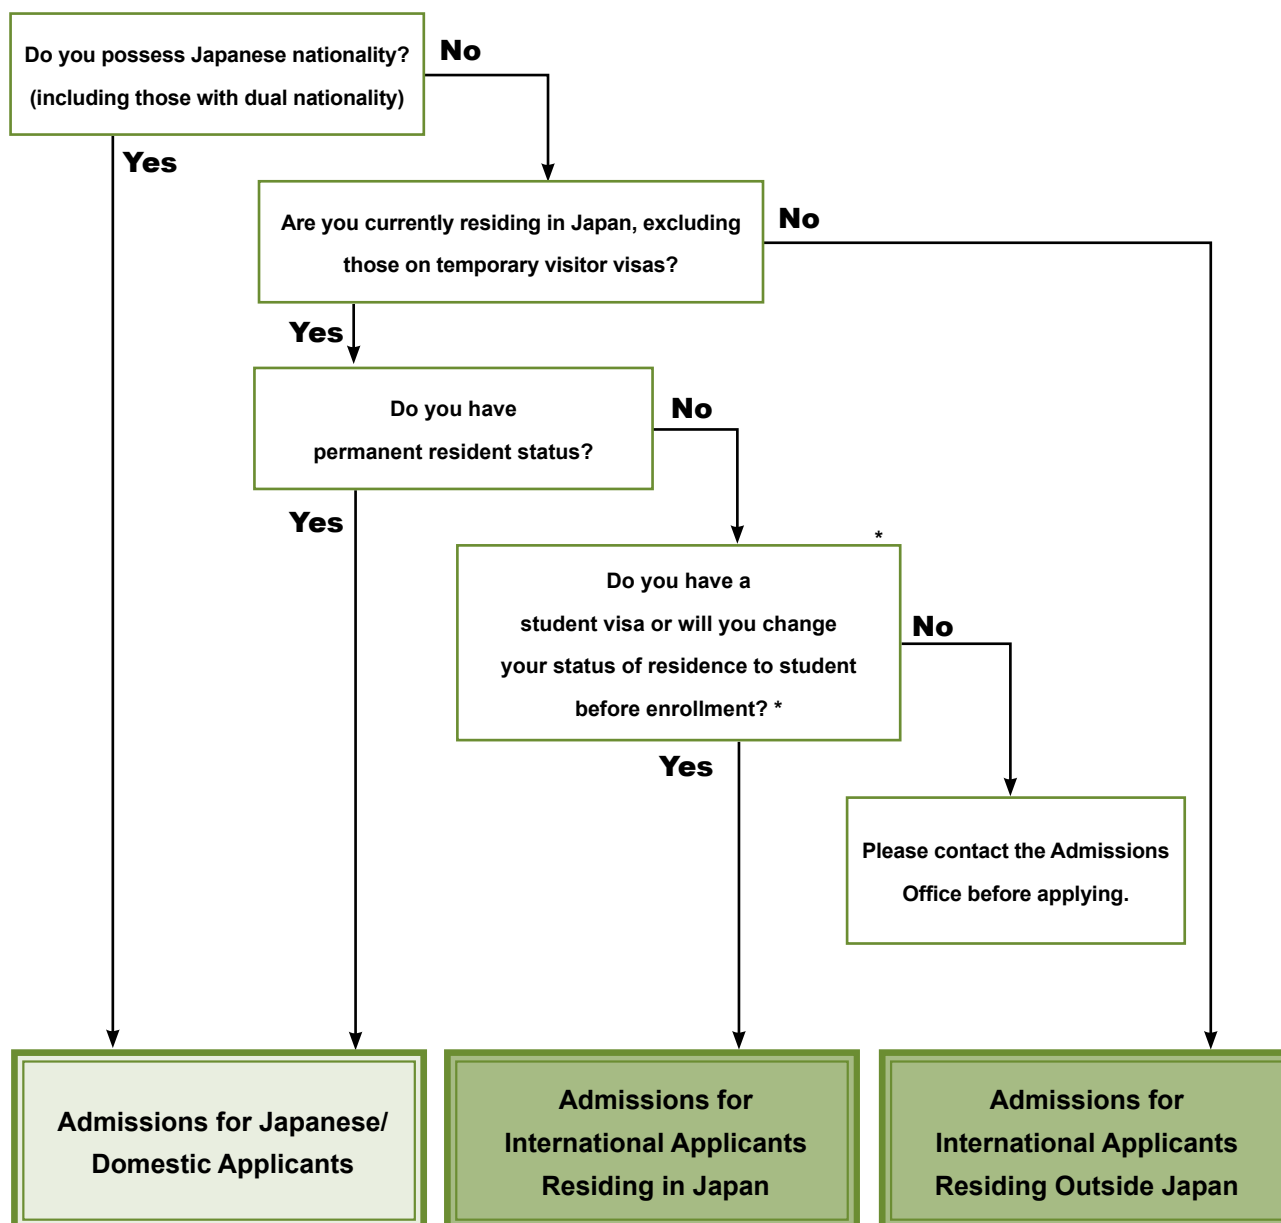 Do you possess Japanese nationality?
(including those with dual nationality)
No
Yes
Are you currently residing in Japan, excluding
those on temporary visitor visas?
No
Yes
Do you have
permanent resident status?
No
Yes
*
Do you have a
student visa or will you change
your status of residence to student
before enrollment? *
No
Yes
Please contact the Admissions
Office before applying.
Admissions for Japanese/
Domestic Applicants
Admissions for
International Applicants
Residing in Japan
Admissions for
International Applicants
Residing Outside Japan